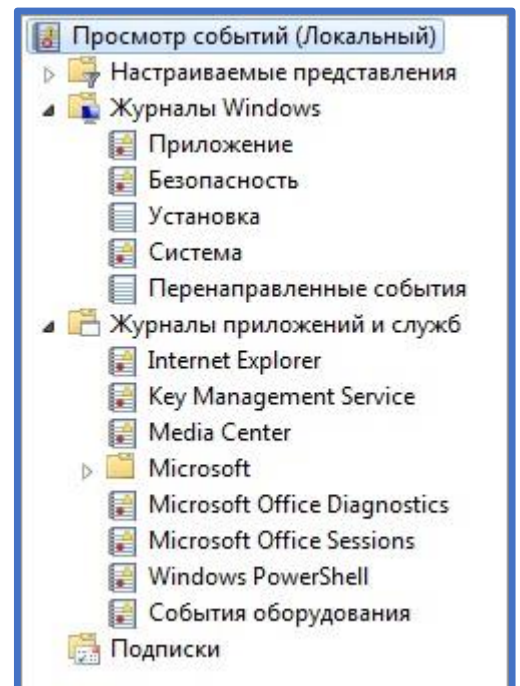 Просмотр событий (Локальный)
Настраиваемые представления
Журналы Windows
Приложение
Безопасность
Установка
Система
Перенаправленные события
Журналы приложений и служб
Internet Explorer
Key Management Service
Media Center
Microsoft
Microsoft Office Diagnostics
Microsoft Office Sessions
Windows PowerShell
События оборудования
Подписки